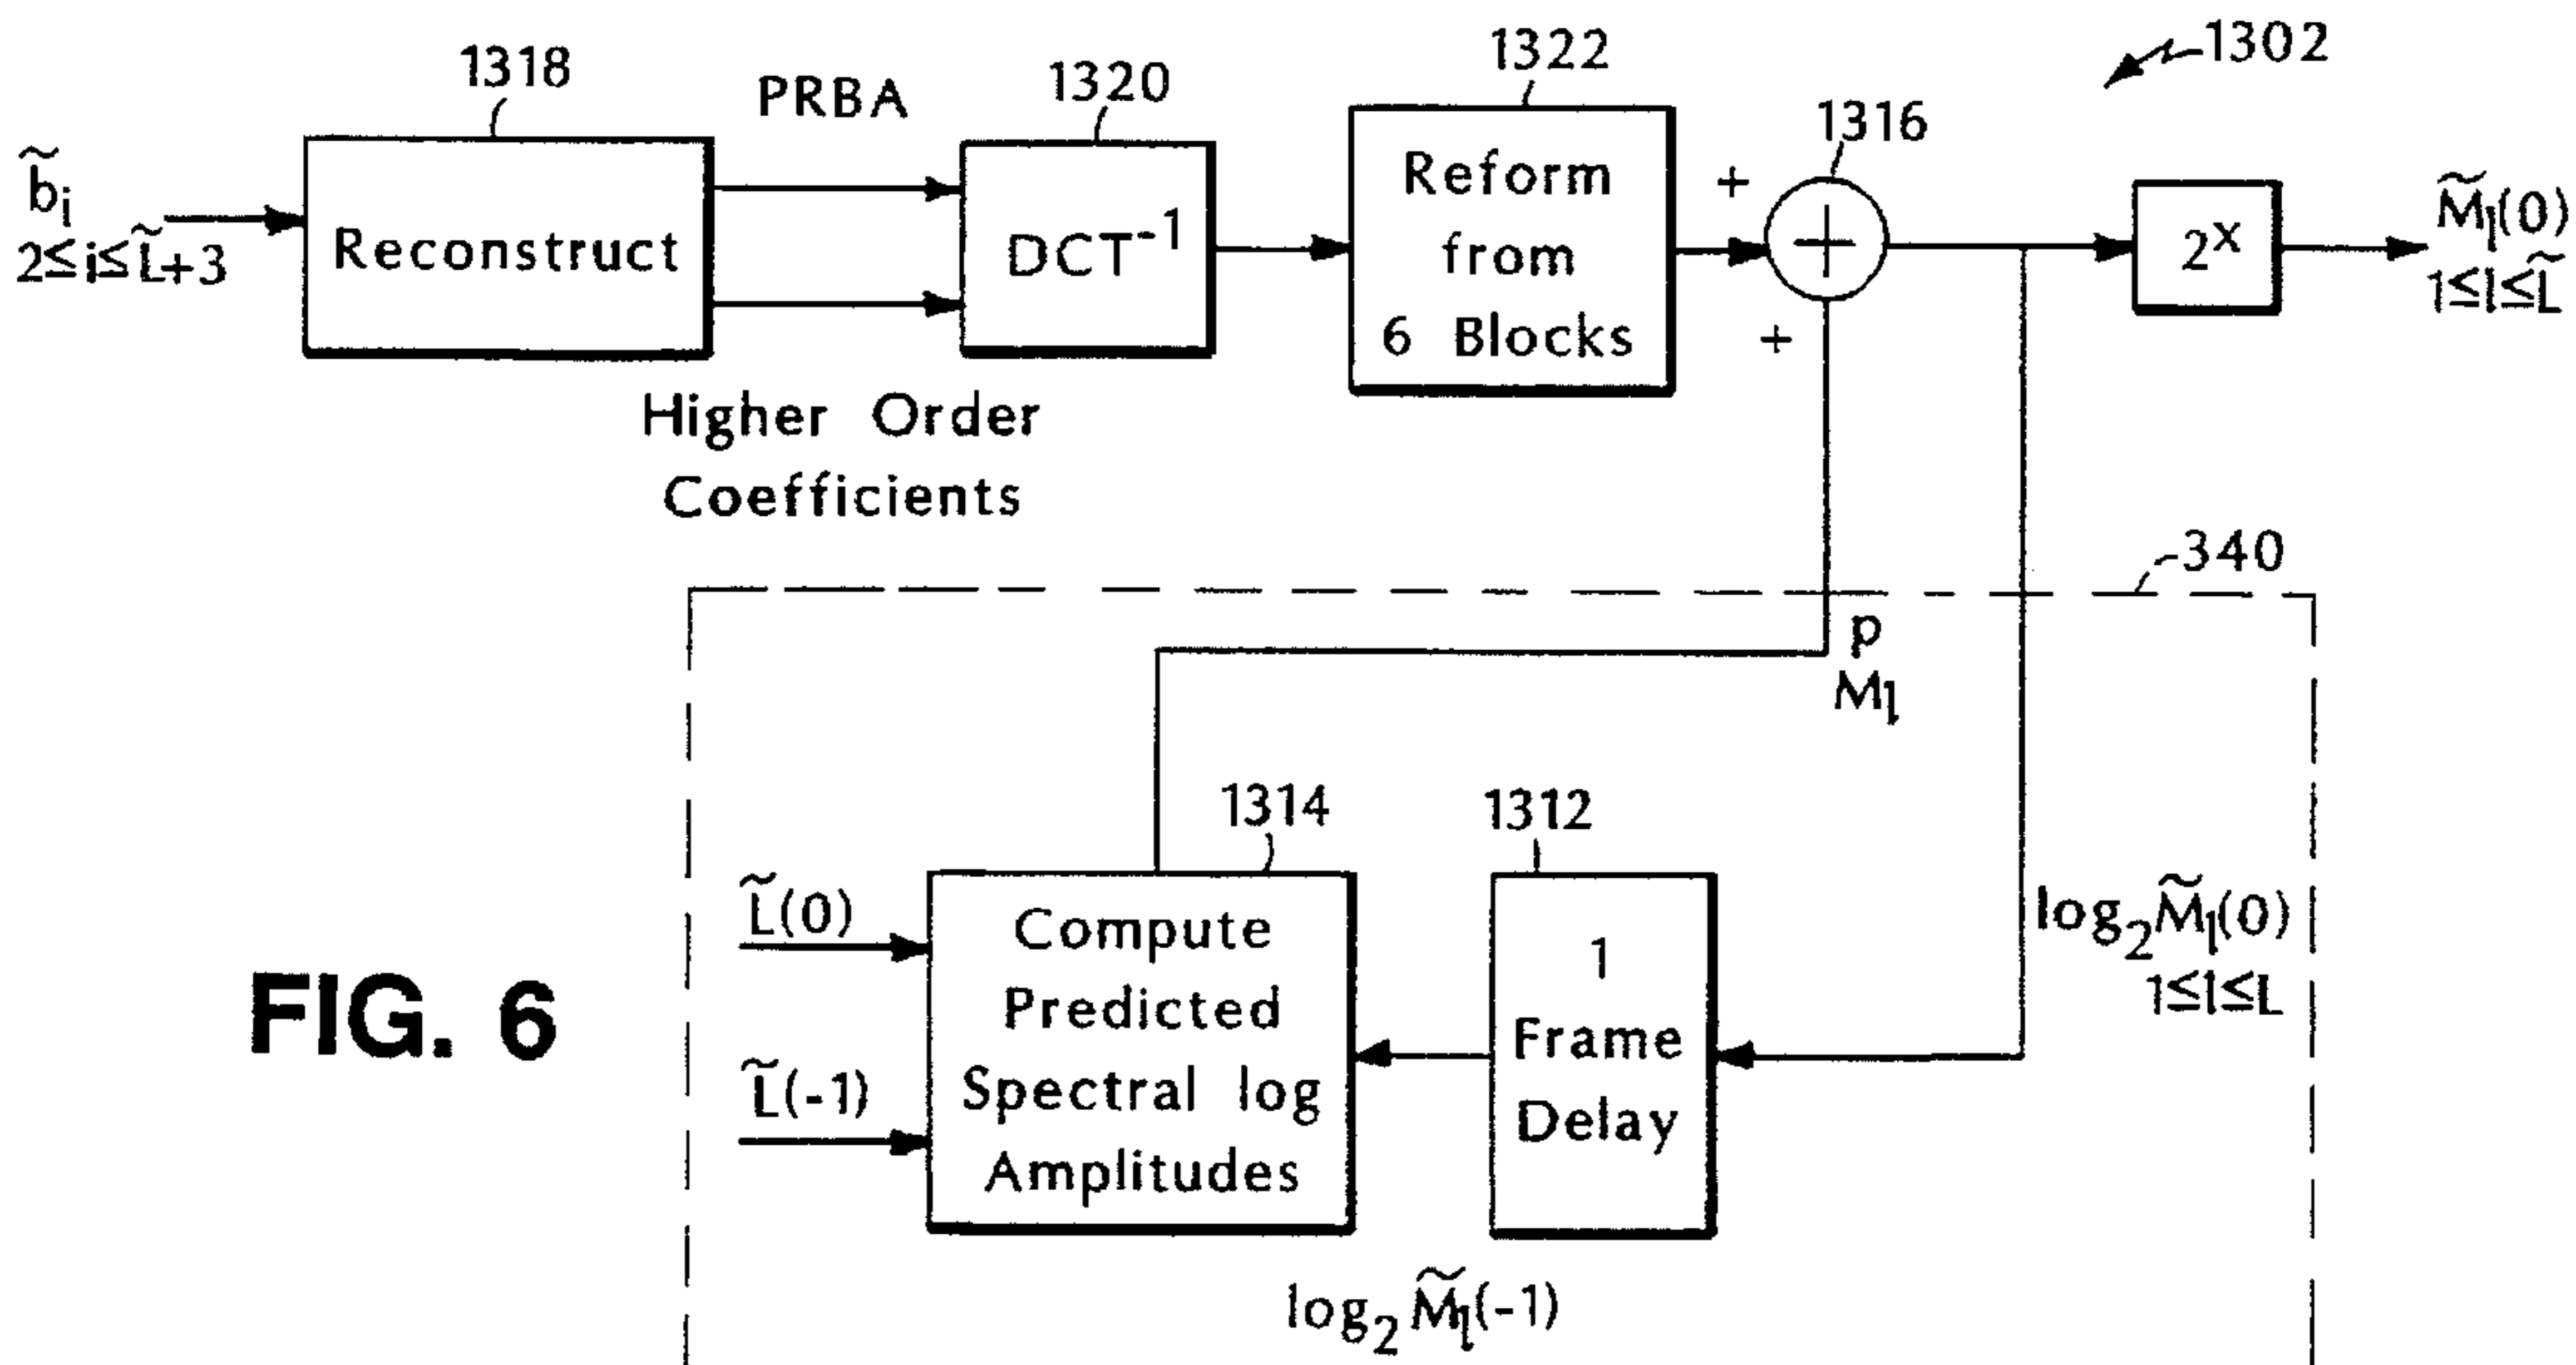 1318
PRBA
1320
1322
1302
1316
b̃i
2≤i≤L̃+3
Reconstruct
DCT⁻¹
Reform
from
6 Blocks
+
+
+
2ˣ
M̃l(0)
1≤l≤L̃
Higher Order
Coefficients
340
p
Ml
1314
1312
L̃(0)
L̃(-1)
Compute
Predicted
Spectral log
Amplitudes
1
Frame
Delay
log₂M̃l(0)
1≤l≤L
FIG. 6
log₂ M̃l(-1)